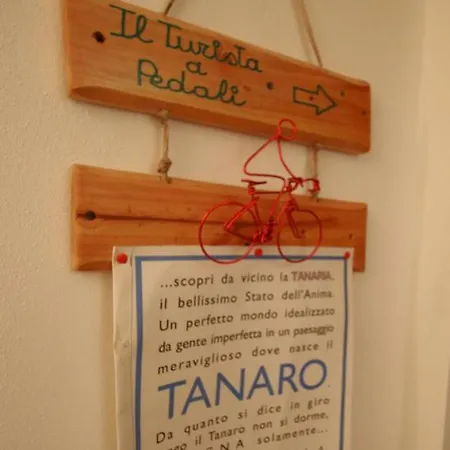 Il Turista
a
Pedali
...scopri da vicino la TANARIA,
il bellissimo Stato dell'Anima.
Un perfetto mondo idealizzato
da gente imperfetta in un paesaggio
meraviglioso dove nasce il
TANARO.
Da quanto si dice in giro
il Tanaro non si dorme,
solamente...